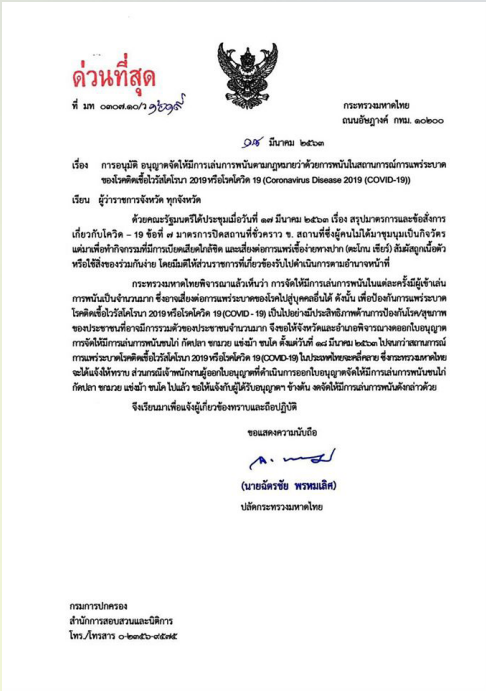 ด่วนที่สุด
ที่ มท ๐๓๐๗.๑๐/ว
กระทรวงมหาดไทย
ถนนอัษฎางค์ กทม. ๑๐๒๐๐
๑๘ มีนาคม ๒๕๖๓
เรื่อง การอนุมัติ อนุญาตจัดให้มีการเล่นการพนันตามกฎหมายว่าด้วยการพนันในสถานการณ์การแพร่ระบาด
ของโรคติดเชื้อไวรัสโคโรนา 2019 หรือโรคโควิด 19 (Coronavirus Disease 2019 (COVID-19))
เรียน ผู้ว่าราชการจังหวัด ทุกจังหวัด
ด้วยคณะรัฐมนตรีได้ประชุมเมื่อวันที่ ๑๗ มีนาคม ๒๕๖๓ เรื่อง สรุปมาตรการและข้อสั่งการ
เกี่ยวกับโควิด – 19 ข้อที่ ๗ มาตรการปิดสถานที่ชั่วคราว ข. สถานที่ซึ่งผู้คนไม่ได้มาชุมนุมเป็นกิจวัตร
แต่มาเพื่อทำกิจกรรมที่มีการเบียดเสียดใกล้ชิด และเสี่ยงต่อการแพร่เชื้อง่ายทางปาก (ตะโกน เชียร์) สัมผัสถูกเนื้อตัว
หรือใช้สิ่งของร่วมกันง่าย โดยมีมติให้ส่วนราชการที่เกี่ยวข้องรับไปดำเนินการตามอำนาจหน้าที่
กระทรวงมหาดไทยพิจารณาแล้วเห็นว่า การจัดให้มีการเล่นการพนันในแต่ละครั้งมีผู้เข้าเล่น
การพนันเป็นจำนวนมาก ซึ่งอาจเสี่ยงต่อการแพร่ระบาดของโรคไปสู่บุคคลอื่นได้ ดังนั้น เพื่อป้องกันการแพร่ระบาด
โรคติดเชื้อไวรัสโคโรนา 2019 หรือโรคโควิด 19 (COVID - 19) เป็นไปอย่างมีประสิทธิภาพด้านการป้องกันโรค/สุขภาพ
ของประชาชนที่อาจมีการรวมตัวของประชาชนจำนวนมาก จึงขอให้จังหวัดและอำเภอพิจารณางดออกใบอนุญาต
การจัดให้มีการเล่นการพนันชนไก่ กัดปลา ชกมวย แข่งม้า ชนโค ตั้งแต่วันที่ ๑๘ มีนาคม ๒๕๖๓ ไปจนกว่าสถานการณ์
การแพร่ระบาดโรคติดเชื้อไวรัสโคโรนา 2019 หรือโรคโควิด 19 (COVID-19) ในประเทศไทยจะคลี่คลาย ซึ่งกระทรวงมหาดไทย
จะได้แจ้งให้ทราบ ส่วนกรณีเจ้าพนักงานผู้ออกใบอนุญาตที่ดำเนินการออกใบอนุญาตจัดให้มีการเล่นการพนันชนไก่
กัดปลา ชกมวย แข่งม้า ชนโค ไปแล้ว ขอให้แจ้งกับผู้ได้รับอนุญาตฯ ข้างต้น งดจัดให้มีการเล่นการพนันดังกล่าวด้วย
จึงเรียนมาเพื่อแจ้งผู้เกี่ยวข้องทราบและถือปฏิบัติ
ขอแสดงความนับถือ
(นายฉัตรชัย พรหมเลิศ)
ปลัดกระทรวงมหาดไทย
กรมการปกครอง
สำนักการสอบสวนและนิติการ
โทร./โทรสาร ๐-๒๓๕๖-๙๕๗๕